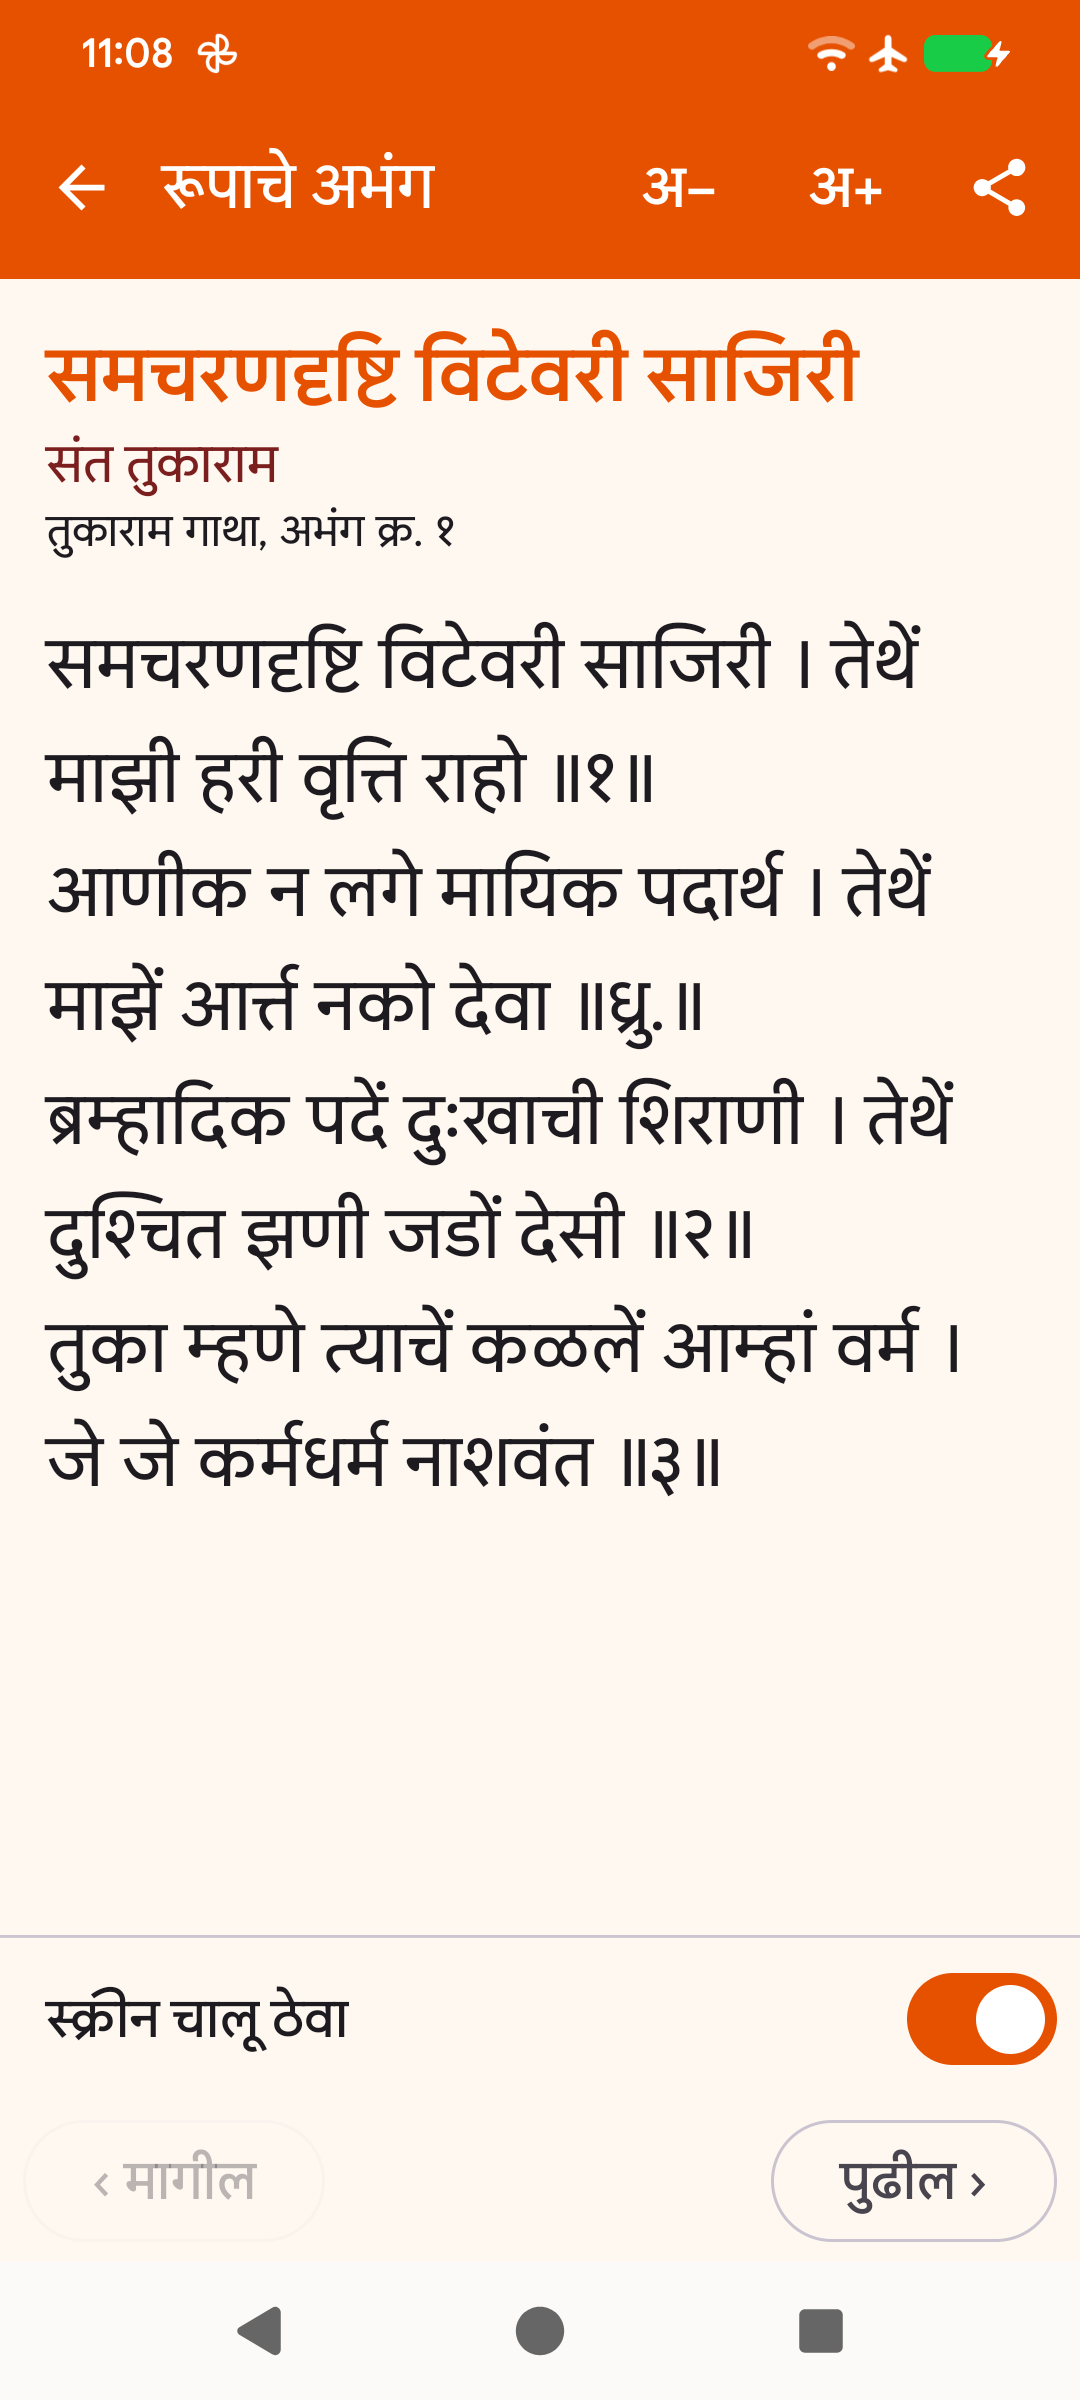 11:08
रूपाचे अभंग अ– अ+
समचरणदृष्टि विटेवरी साजिरी
संत तुकाराम
तुकाराम गाथा, अभंग क्र. १
समचरणदृष्टि विटेवरी साजिरी । तेथें
माझी हरी वृत्ति राहो ॥१॥
आणीक न लगे मायिक पदार्थ । तेथें
माझें आर्त्त नको देवा ॥ध्रु.॥
ब्रम्हादिक पदें दुःखाची शिराणी । तेथें
दुश्चित झणी जडों देसी ॥२॥
तुका म्हणे त्याचें कळलें आम्हां वर्म ।
जे जे कर्मधर्म नाशवंत ॥३॥
स्क्रीन चालू ठेवा
‹ मागील पुढील ›